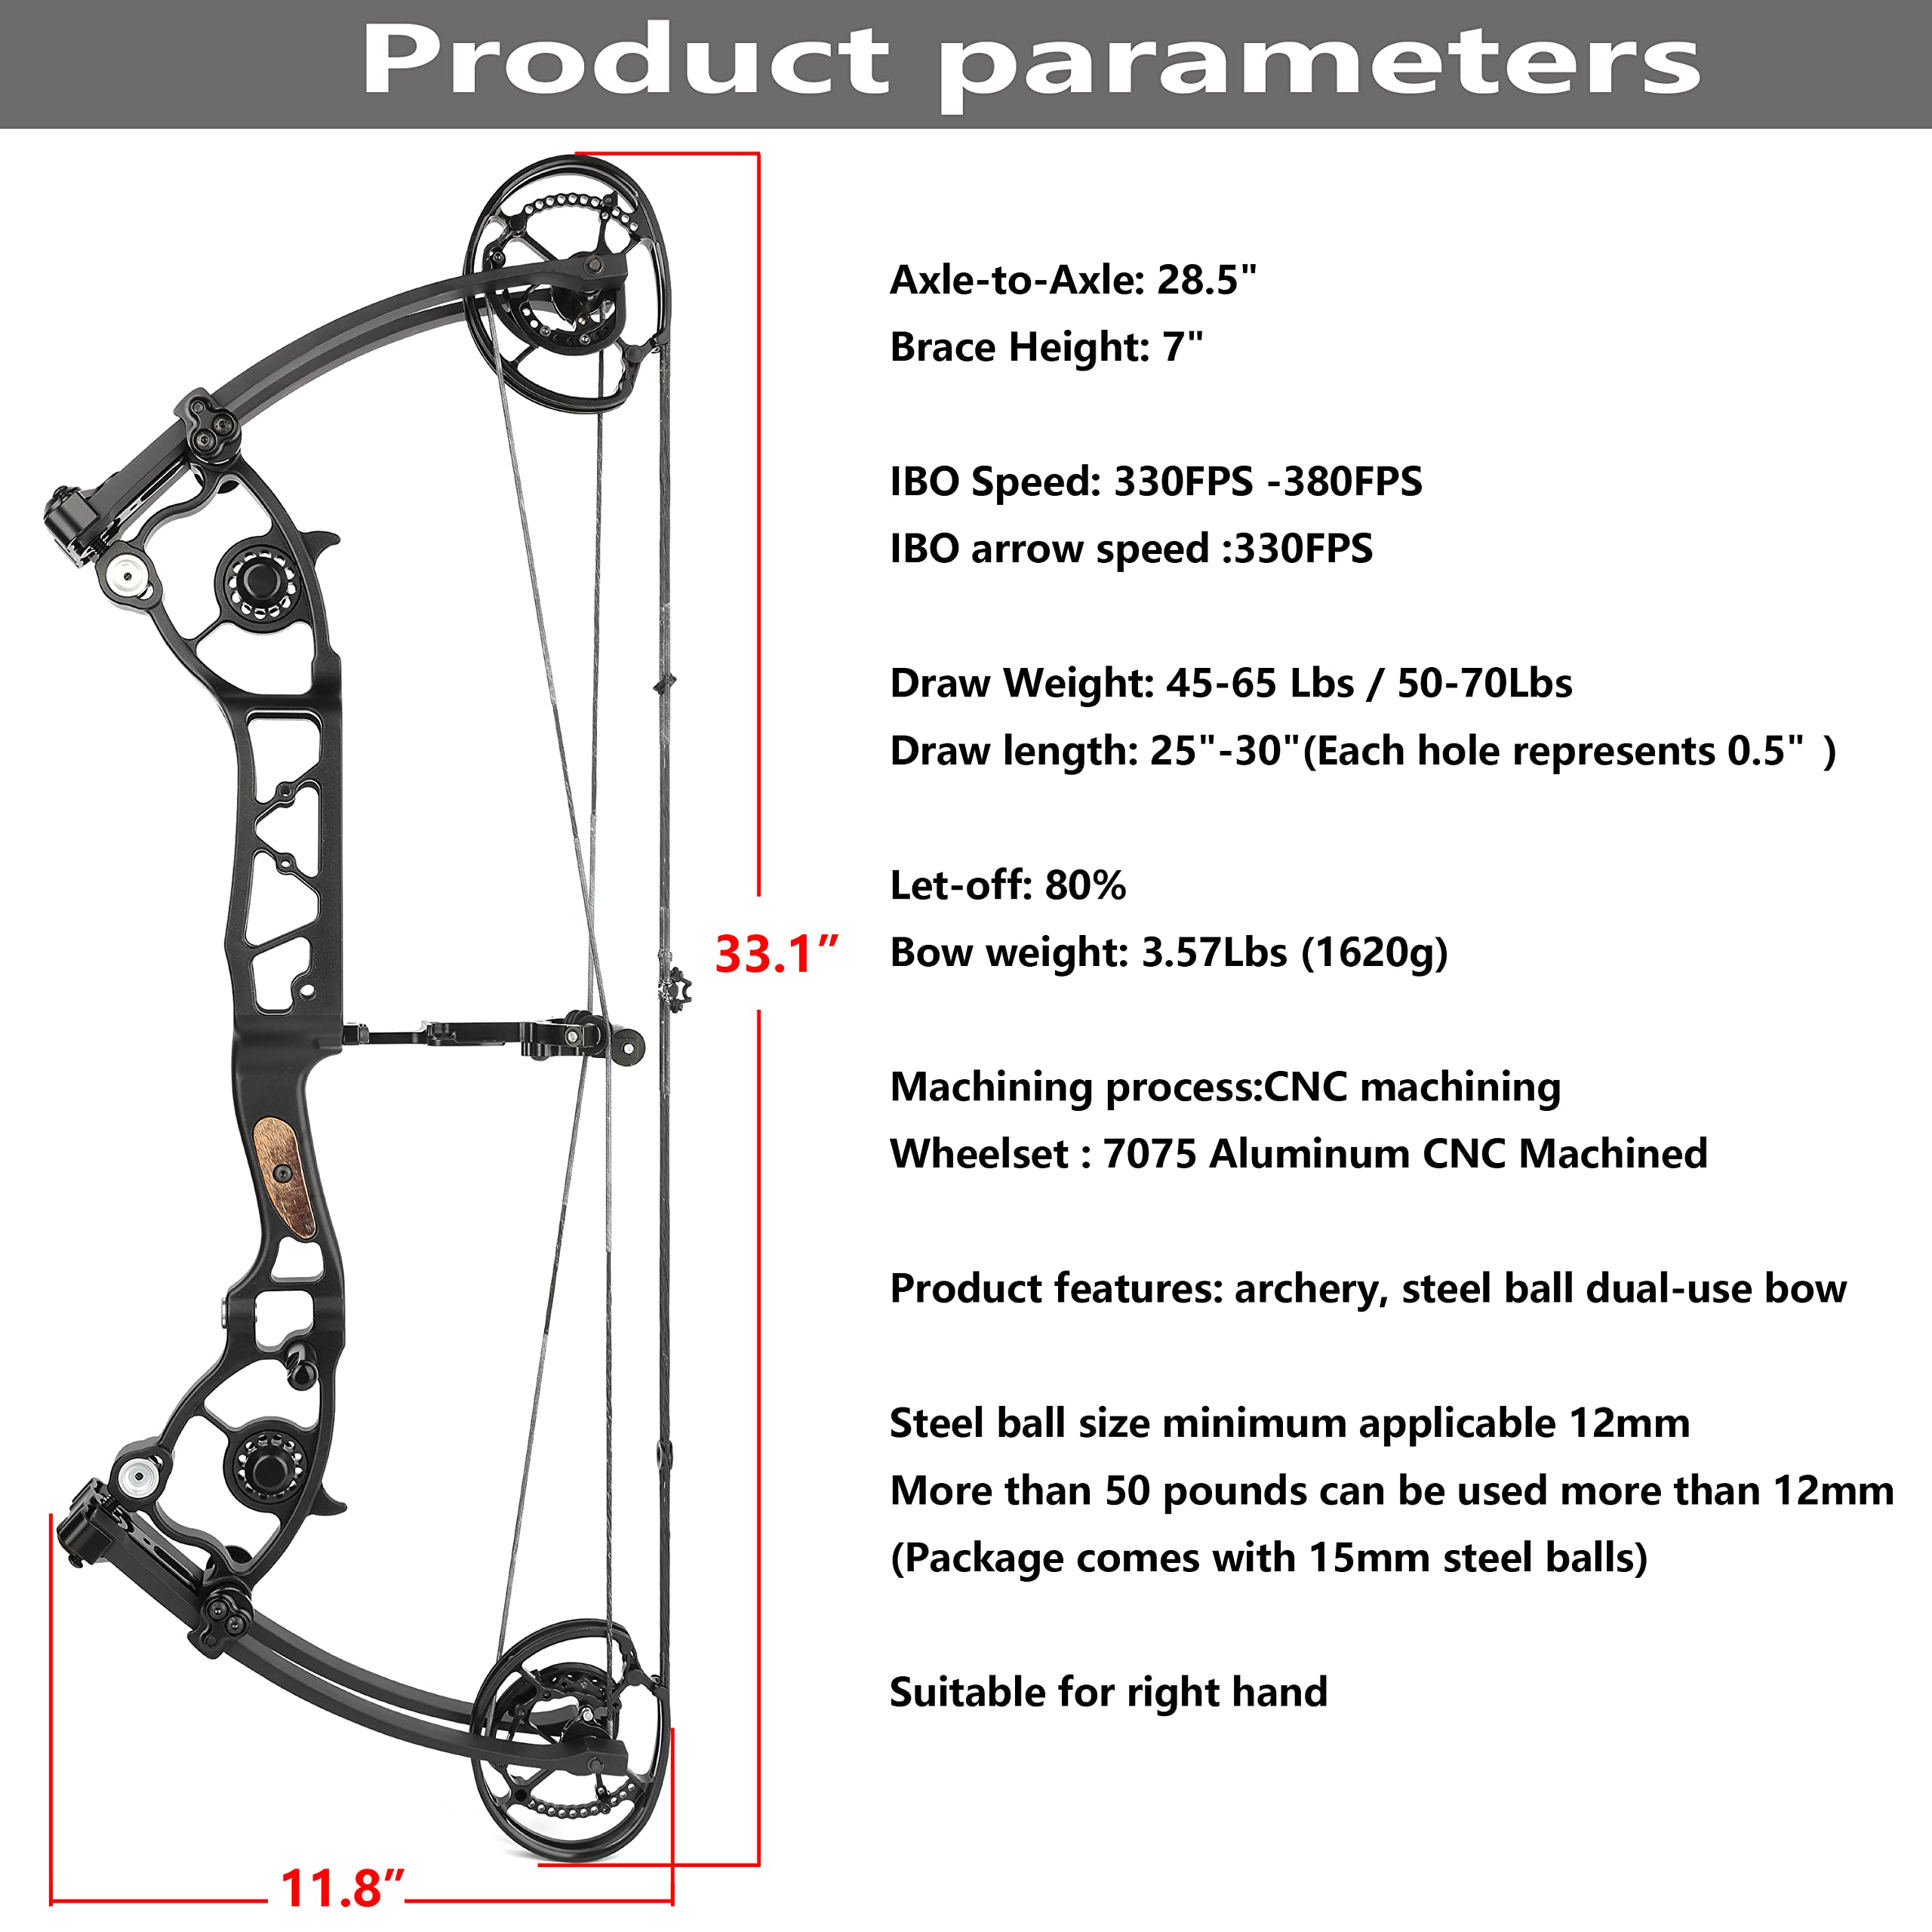 Product parameters
Axle-to-Axle: 28.5"
Brace Height: 7"
IBO Speed: 330FPS -380FPS
IBO arrow speed :330FPS
Draw Weight: 45-65 Lbs / 50-70Lbs
Draw length: 25"-30"(Each hole represents 0.5" )
Let-off: 80%
33.1”
Bow weight: 3.57Lbs (1620g)
Machining process:CNC machining
Wheelset : 7075 Aluminum CNC Machined
Product features: archery, steel ball dual-use bow
Steel ball size minimum applicable 12mm
More than 50 pounds can be used more than 12mm
(Package comes with 15mm steel balls)
Suitable for right hand
11.8”